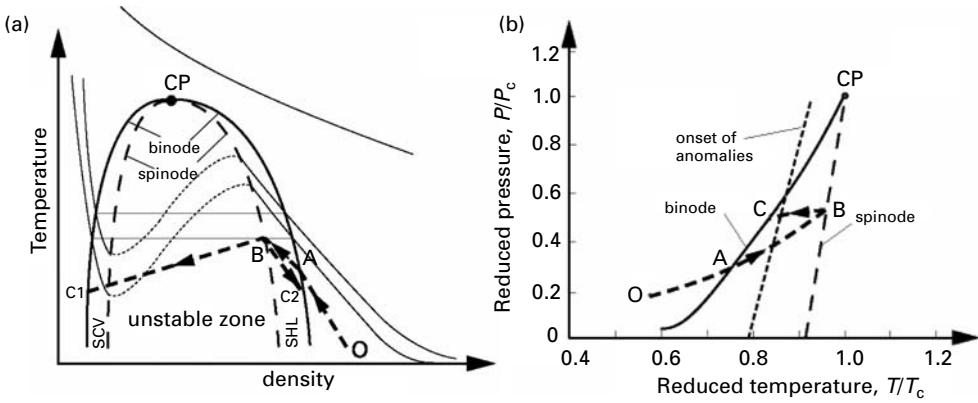 (a)
CP
binode
spinode
Temperature
B
A
C1
C2
SCV
unstable zone
SHL
O
density
(b)
Reduced pressure, P/Pc
1.2
1.0
0.8
0.6
0.4
0.2
0
CP
onset of
anomalies
binode
C
B
spinode
A
O
0.4
0.6
0.8
1.0
1.2
Reduced temperature, T/Tc